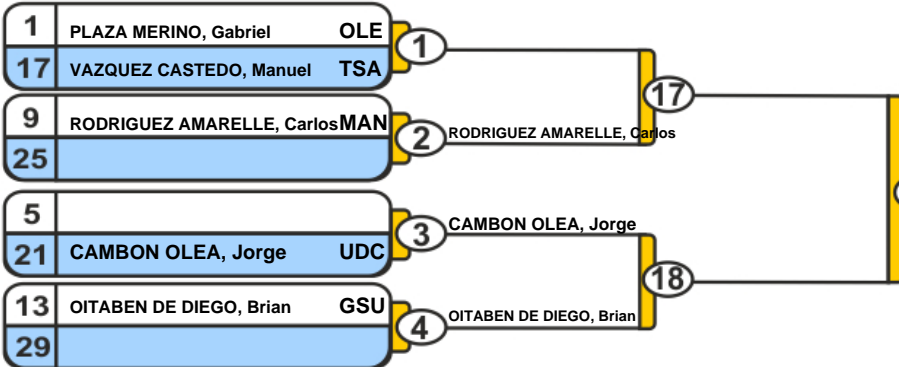 1 PLAZA MERINO, Gabriel OLE
17 VAZQUEZ CASTEDO, Manuel TSA
1
9 RODRIGUEZ AMARELLE, Carlos MAN
25
2 RODRIGUEZ AMARELLE, Carlos
17
5
21 CAMBON OLEA, Jorge UDC
3 CAMBON OLEA, Jorge
13 OITABEN DE DIEGO, Brian GSU
29
4 OITABEN DE DIEGO, Brian
18